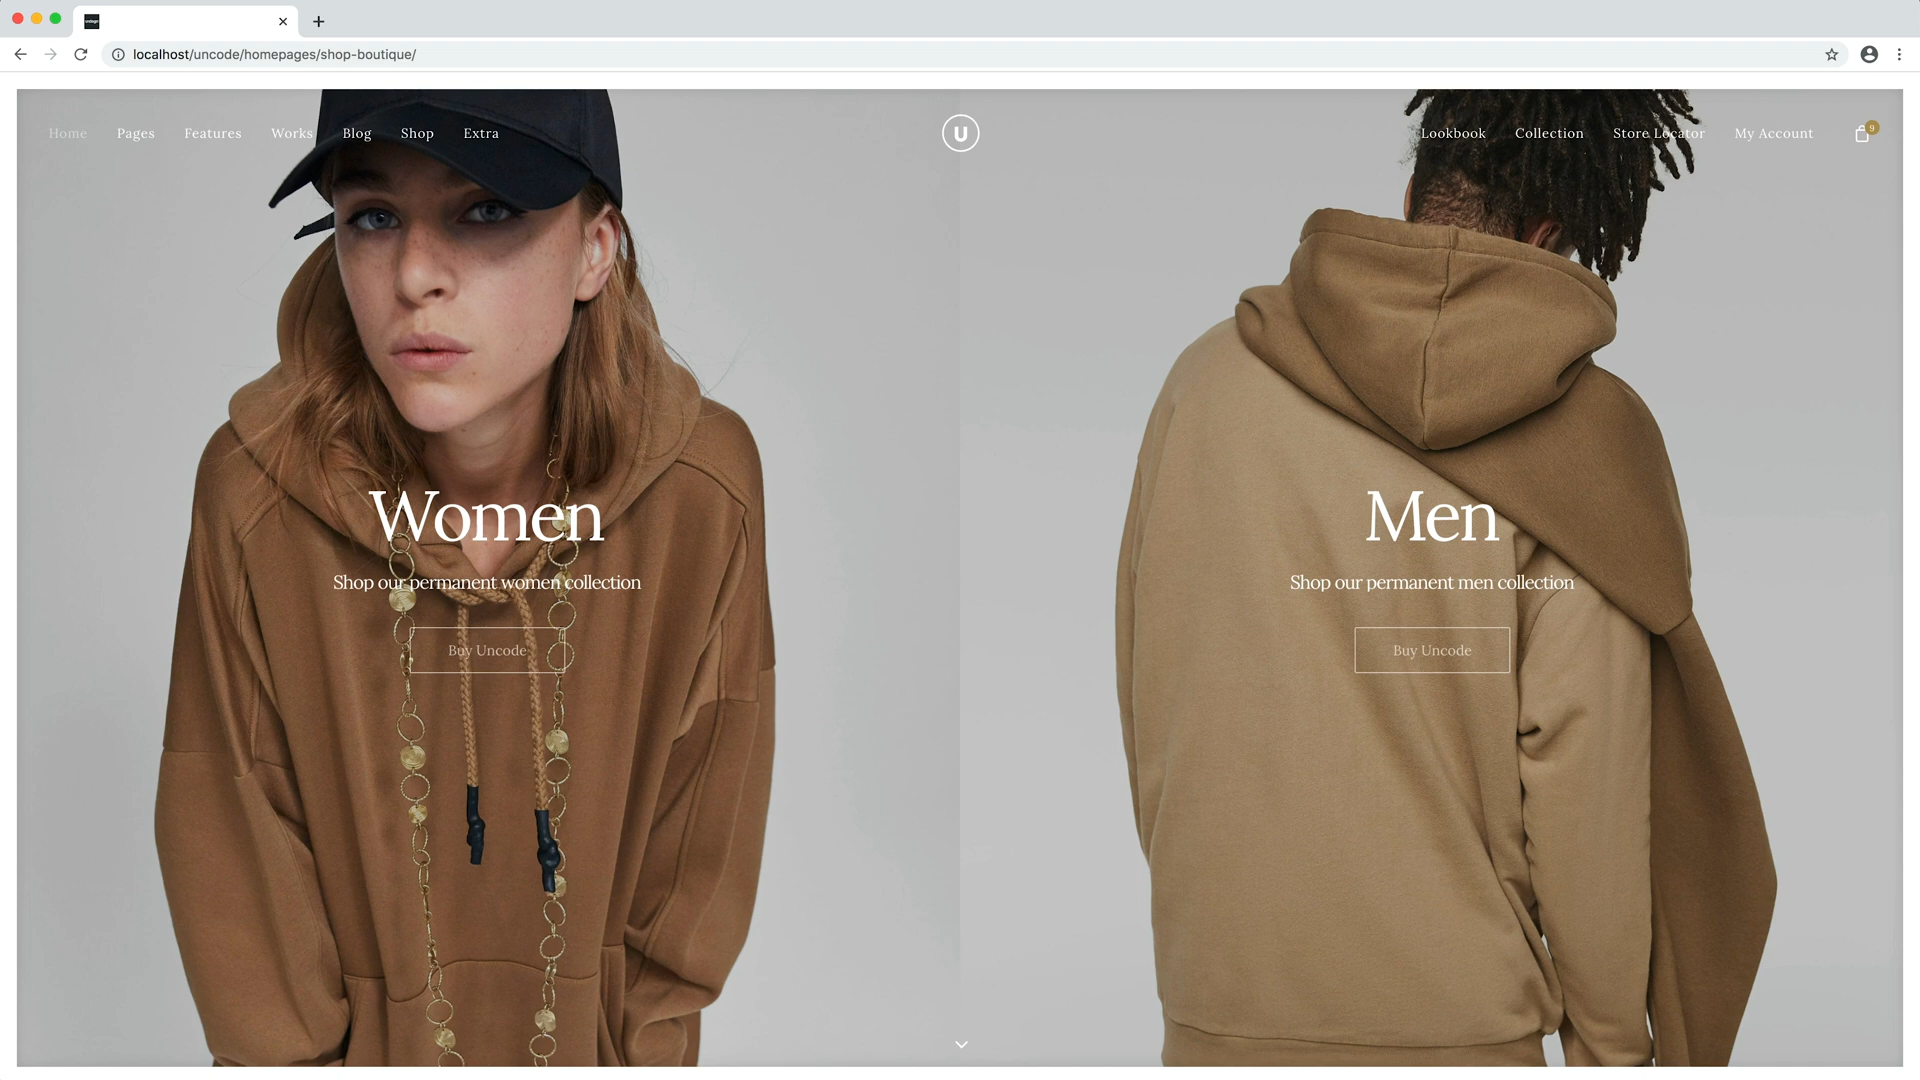 localhost/uncode/homepages/shop-boutique/
Home Pages Features Works Blog Shop Extra
U
Lookbook Collection Store Locator My Account 9
Women
Shop our permanent women collection
Buy Uncode
Men
Shop our permanent men collection
Buy Uncode